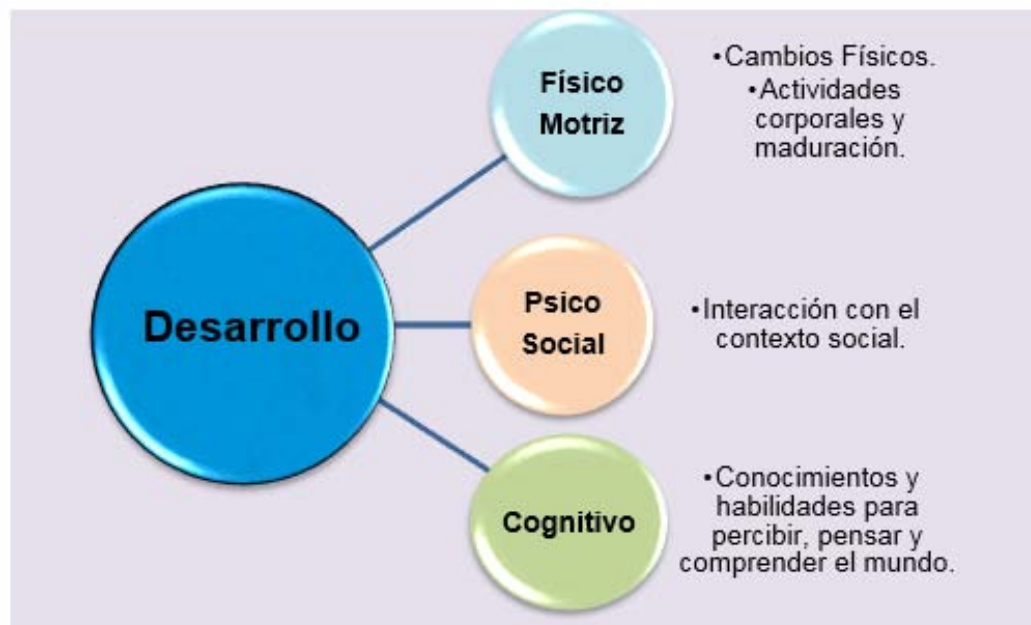 Desarrollo
Físico
Motriz
•Cambios Físicos.
•Actividades
corporales y
maduración.
Psico
Social
•Interacción con el
contexto social.
Cognitivo
•Conocimientos y
habilidades para
percibir, pensar y
comprender el mundo.